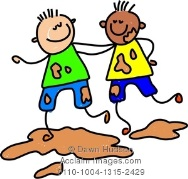 © Dawn Hudson
Acclaim Images.com
0110-1004-1315-2429